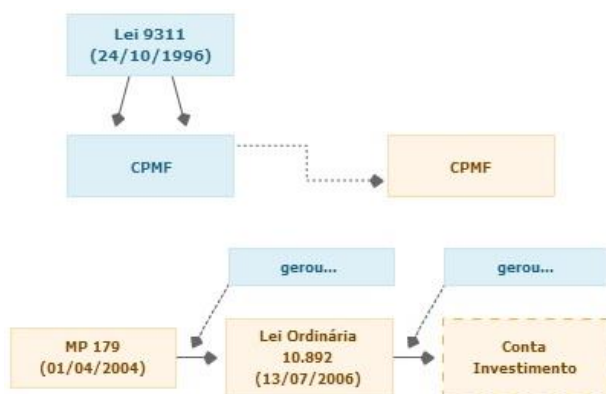 Lei 9311
(24/10/1996)
CPMF
CPMF
gerou...
gerou...
MP 179
(01/04/2004)
Lei Ordinária
10.892
(13/07/2006)
Conta
Investimento